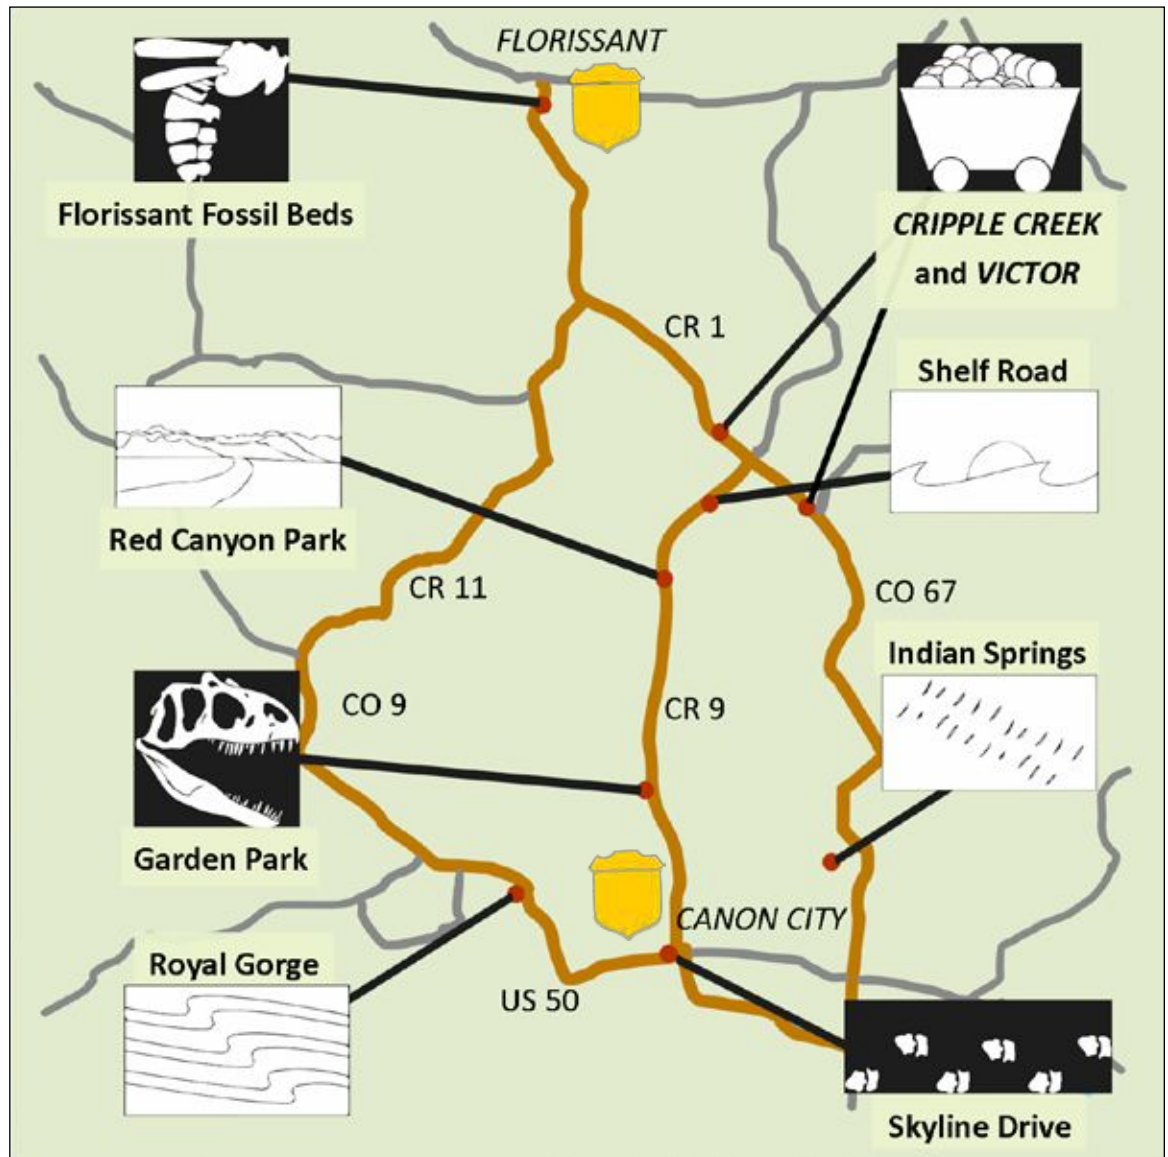 FLORISSANT
Florissant Fossil Beds
CRIPPLE CREEK
and VICTOR
CR 1
Shelf Road
Red Canyon Park
CR 11
CO 67
Indian Springs
CO 9
CR 9
Garden Park
CANON CITY
Royal Gorge
US 50
Skyline Drive